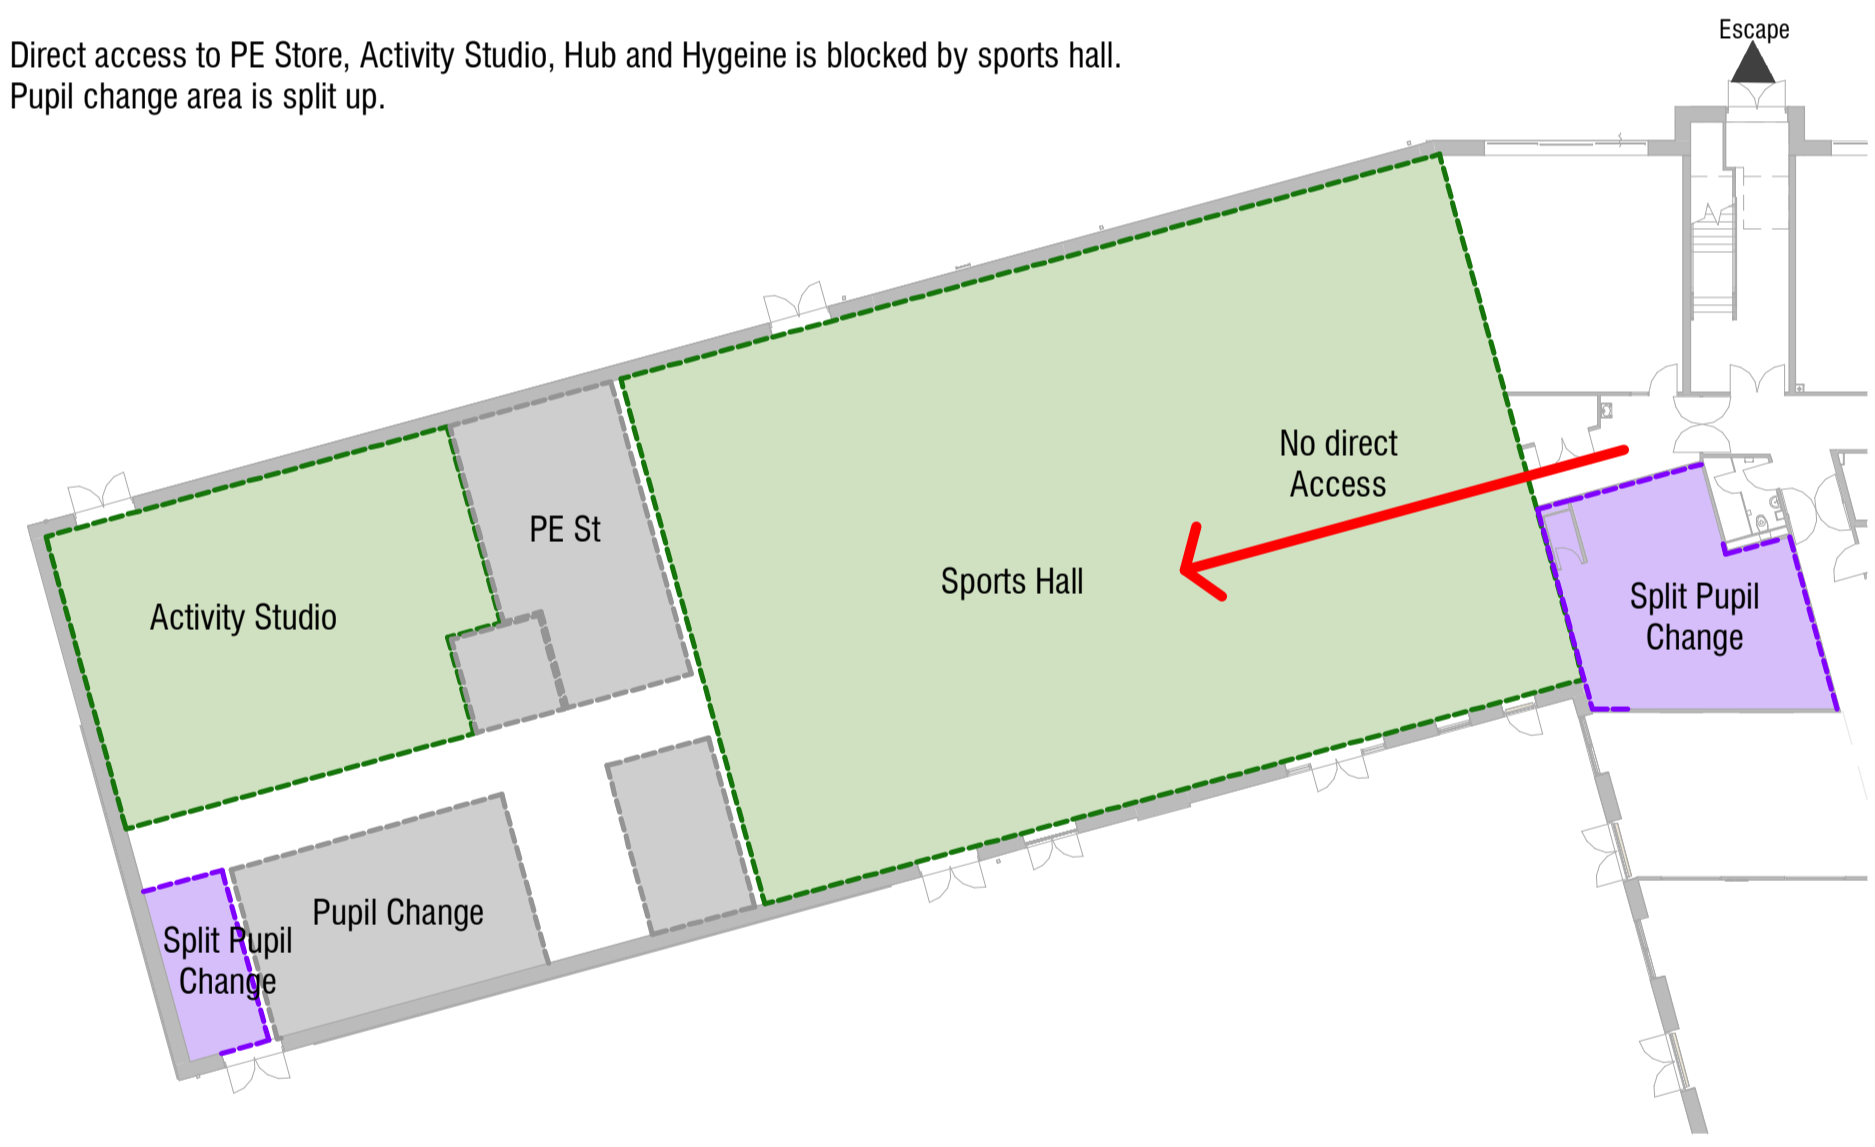 Direct access to PE Store, Activity Studio, Hub and Hygeine is blocked by sports hall.
Pupil change area is split up.
Escape
No direct
Access
PE St
Sports Hall
Activity Studio
Split Pupil
Change
Pupil Change
Split Pupil
Change